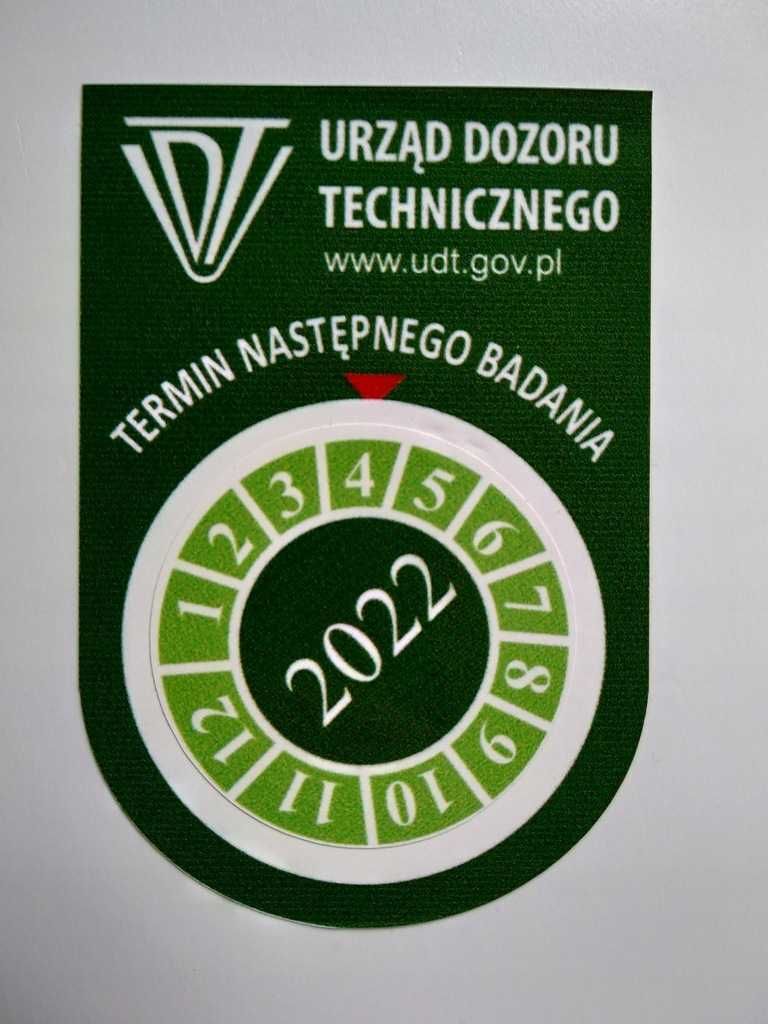 UDT
URZĄD DOZORU
TECHNICZNEGO
www.udt.gov.pl
TERMIN NASTĘPNEGO BADANIA
1 2 3 4 5 6 7 8 9 10 11 12
2022